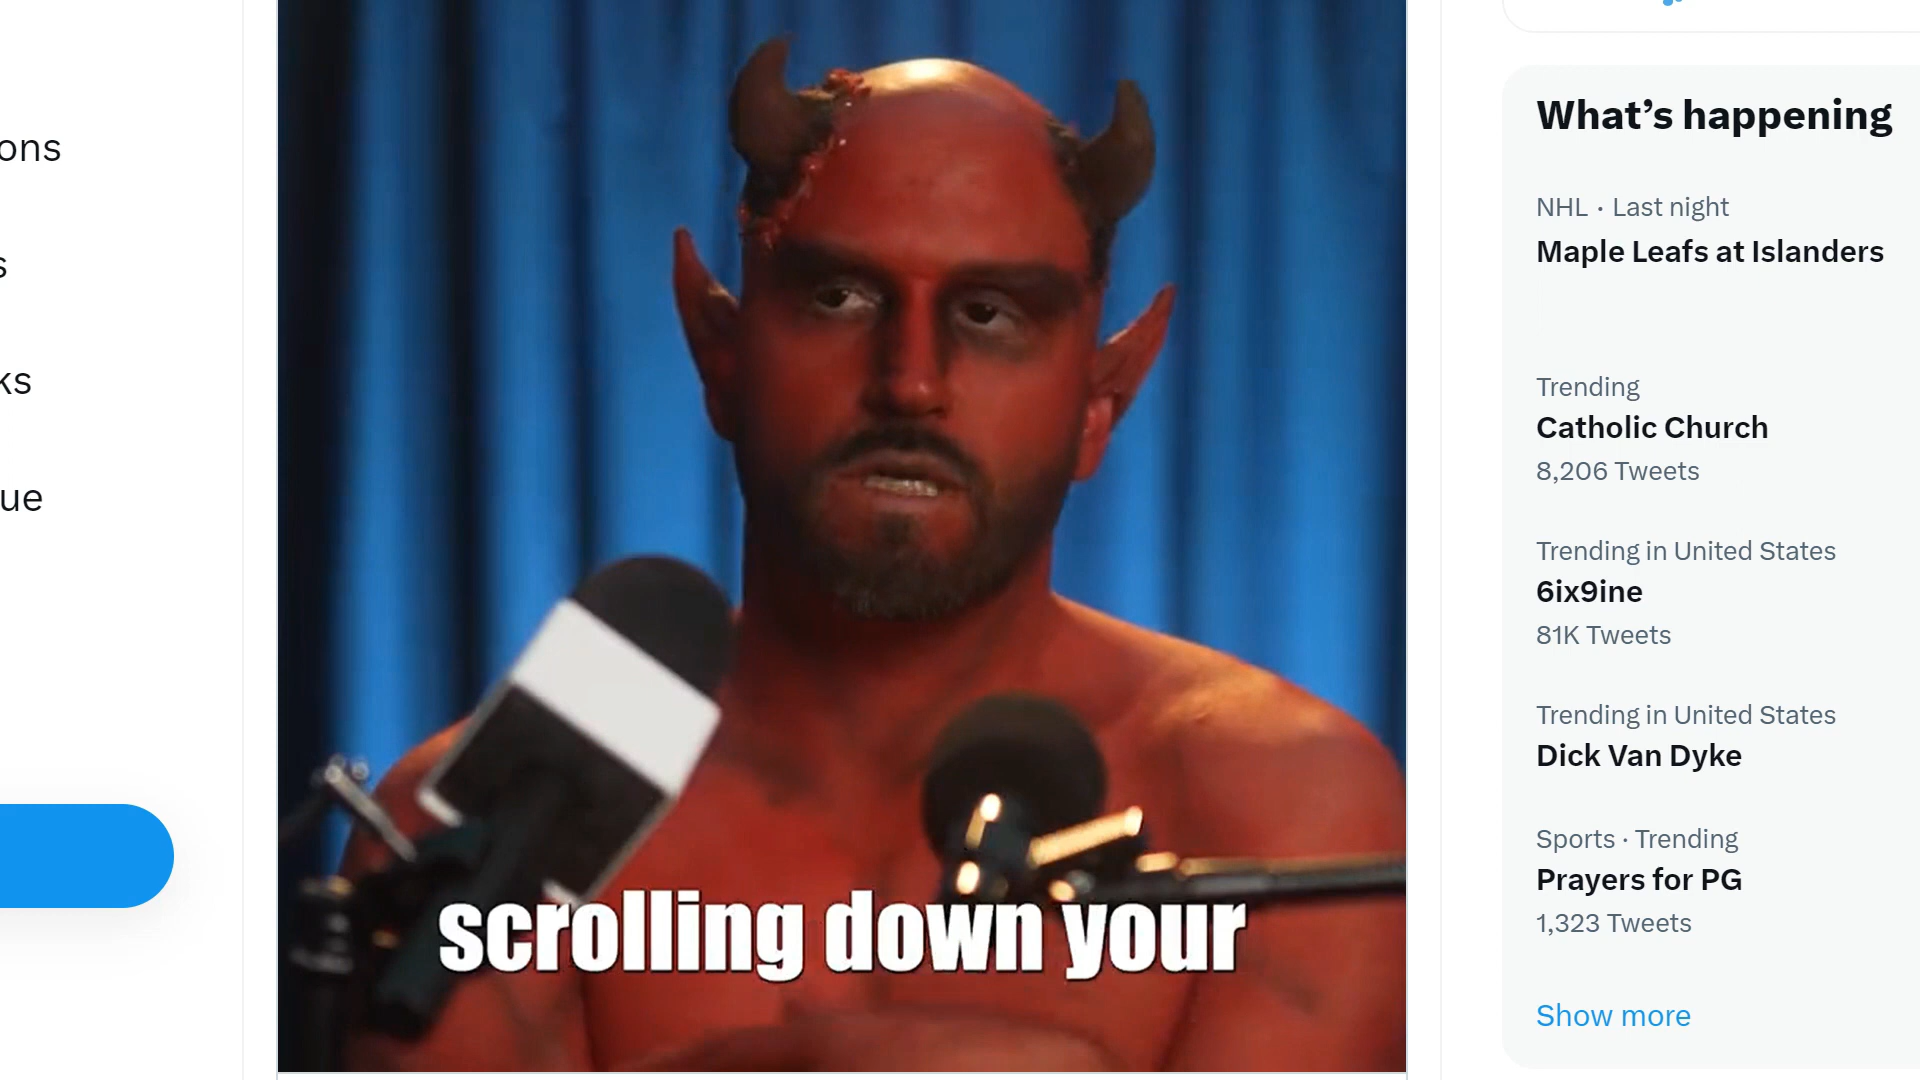 ons
s
ks
ue
scrolling down your
What's happening
NHL · Last night
Maple Leafs at Islanders
Trending
Catholic Church
8,206 Tweets
Trending in United States
6ix9ine
81K Tweets
Trending in United States
Dick Van Dyke
Sports · Trending
Prayers for PG
1,323 Tweets
Show more